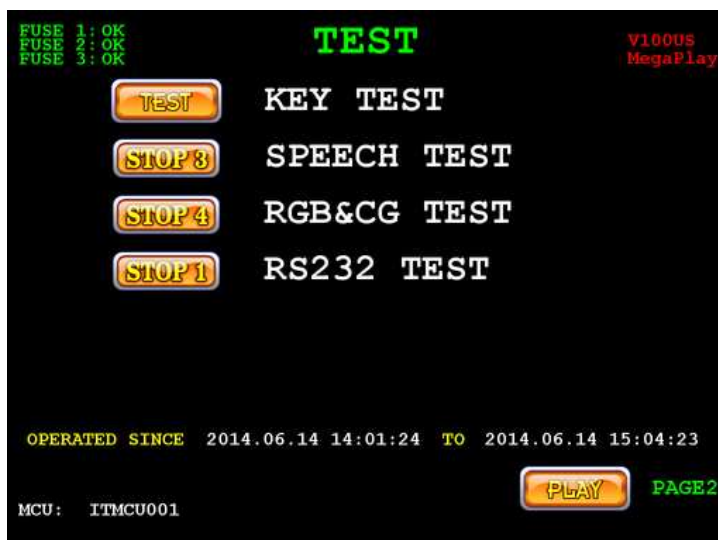 FUSE 1:OK
FUSE 2:OK
FUSE 3:OK
TEST
V100US
MegaPlay
TEST KEY TEST
STOP 3 SPEECH TEST
STOP 4 RGB&CG TEST
STOP 1 RS232 TEST
OPERATED SINCE 2014.06.14 14:01:24 TO 2014.06.14 15:04:23
PLAY PAGE2
MCU: ITMCU001